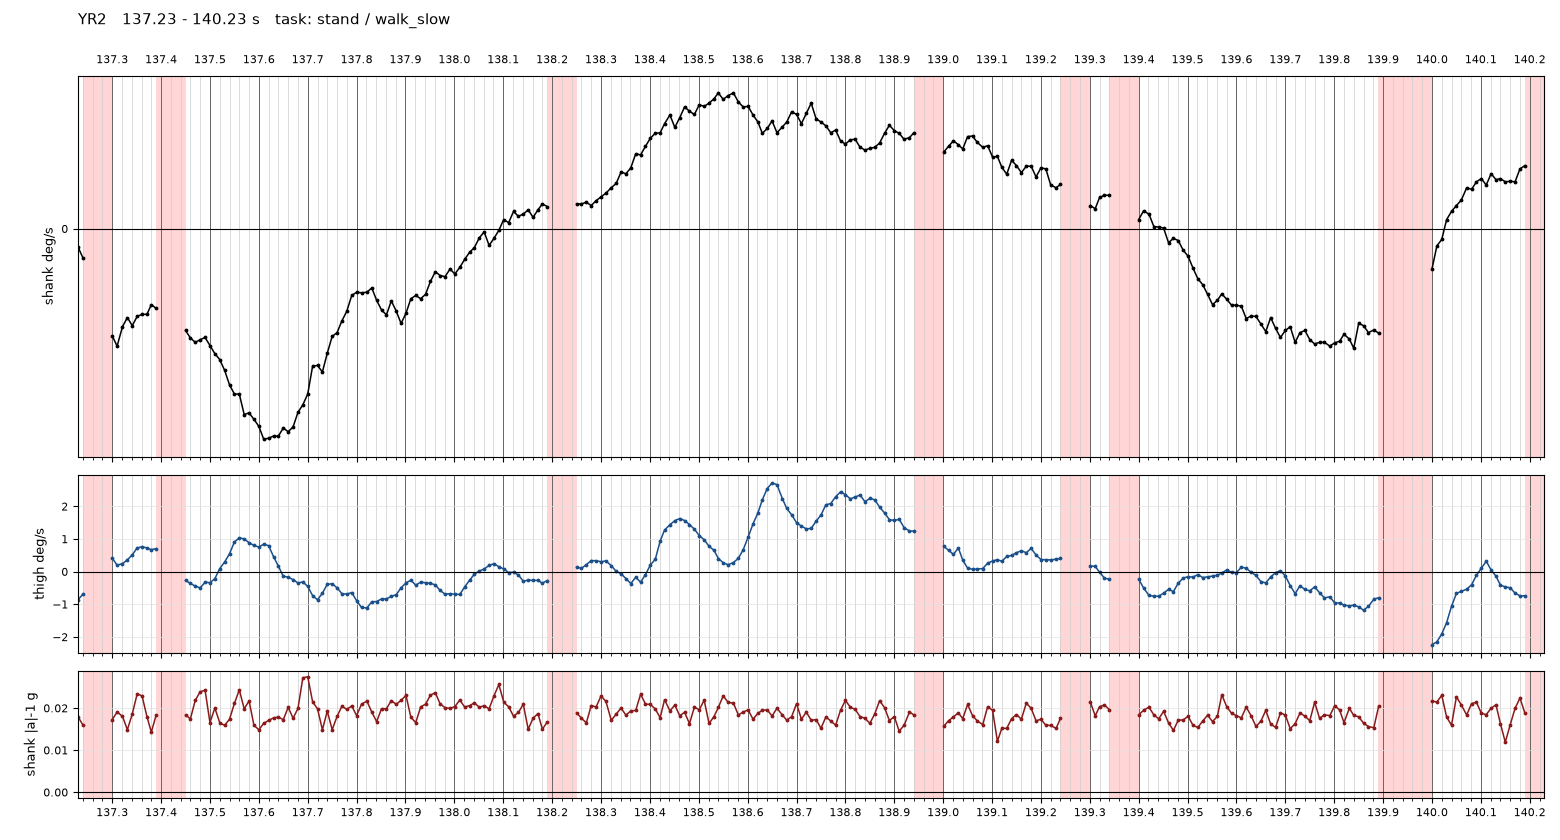 YR2   137.23 - 140.23 s   task: stand / walk_slow
137.3 137.4 137.5 137.6 137.7 137.8 137.9 138.0 138.1 138.2 138.3 138.4 138.5 138.6 138.7 138.8 138.9 139.0 139.1 139.2 139.3 139.4 139.5 139.6 139.7 139.8 139.9 140.0 140.1 140.2
shank deg/s
0
thigh deg/s
2
1
0
−1
−2
shank |a|-1 g
0.02
0.01
0.00
137.3 137.4 137.5 137.6 137.7 137.8 137.9 138.0 138.1 138.2 138.3 138.4 138.5 138.6 138.7 138.8 138.9 139.0 139.1 139.2 139.3 139.4 139.5 139.6 139.7 139.8 139.9 140.0 140.1 140.2